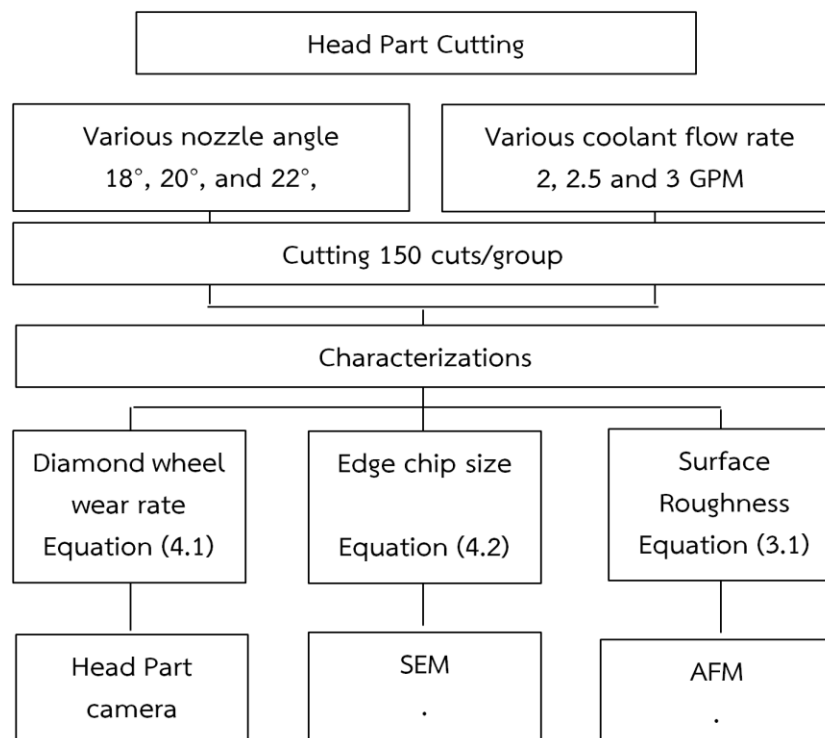 Head Part Cutting
Various nozzle angle
18°, 20°, and 22°,
Various coolant flow rate
2, 2.5 and 3 GPM
Cutting 150 cuts/group
Characterizations
Diamond wheel
wear rate
Equation (4.1)
Edge chip size
Equation (4.2)
Surface
Roughness
Equation (3.1)
Head Part
camera
SEM
.
AFM
.